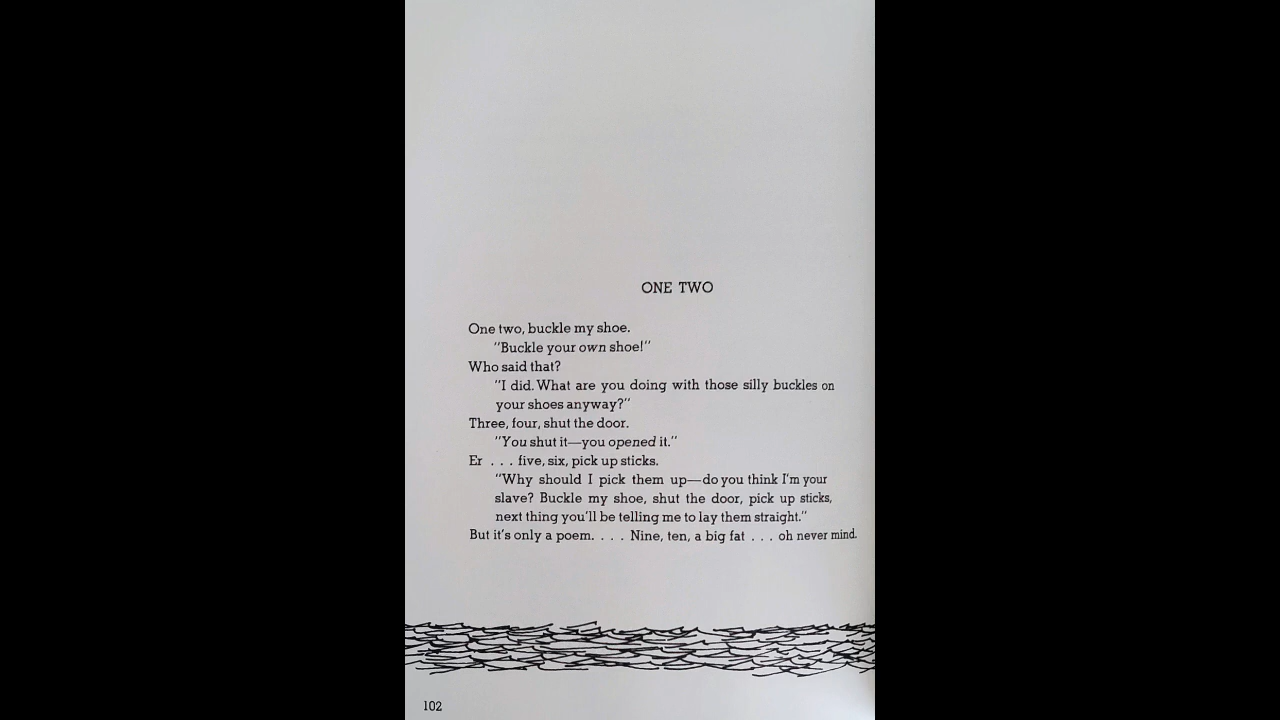 ONE TWO
One two, buckle my shoe.
"Buckle your own shoe!"
Who said that?
"I did. What are you doing with those silly buckles on
your shoes anyway?"
Three, four, shut the door.
"You shut it—you opened it."
Er . . . five, six, pick up sticks.
"Why should I pick them up—do you think I'm your
slave? Buckle my shoe, shut the door, pick up sticks,
next thing you'll be telling me to lay them straight."
But it's only a poem. . . . Nine, ten, a big fat . . . oh never mind.
102